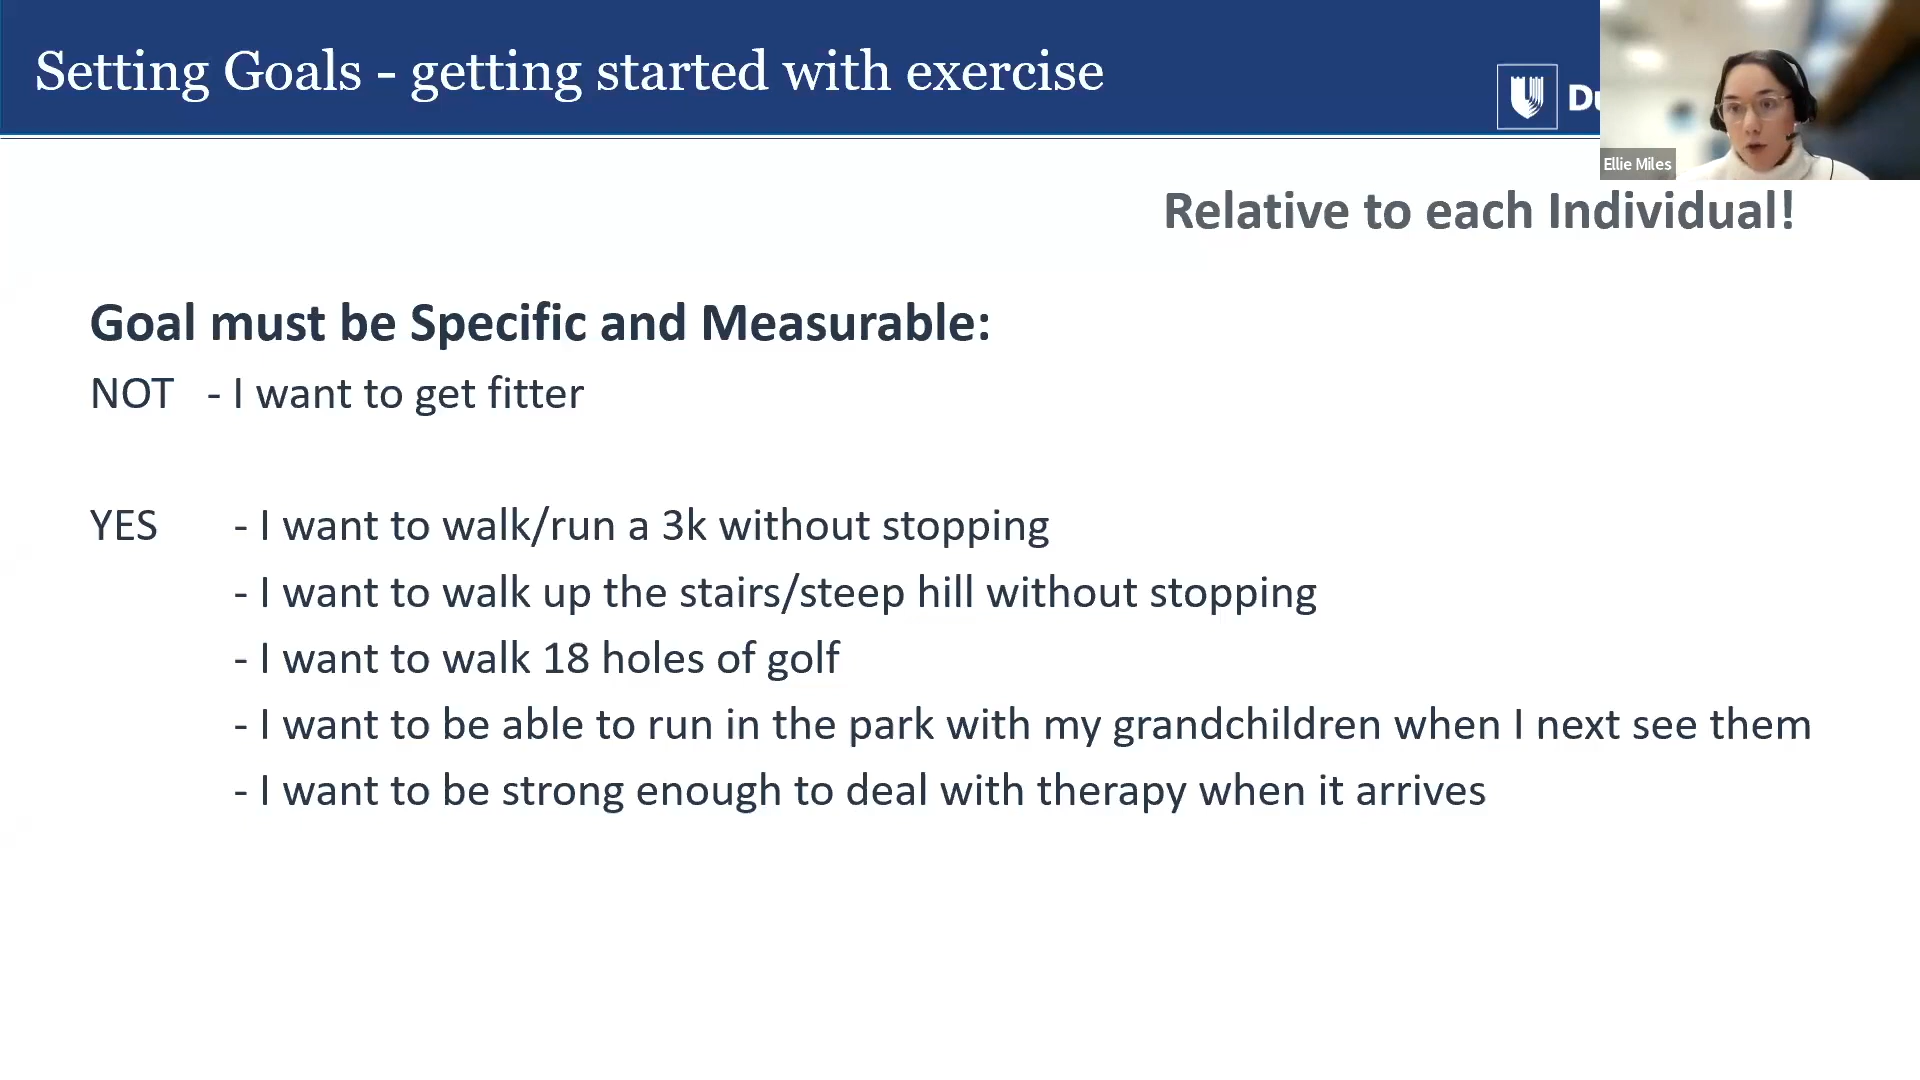 Setting Goals - getting started with exercise
Ellie Miles
Relative to each Individual!
Goal must be Specific and Measurable:
NOT - I want to get fitter
YES - I want to walk/run a 3k without stopping
- I want to walk up the stairs/steep hill without stopping
- I want to walk 18 holes of golf
- I want to be able to run in the park with my grandchildren when I next see them
- I want to be strong enough to deal with therapy when it arrives